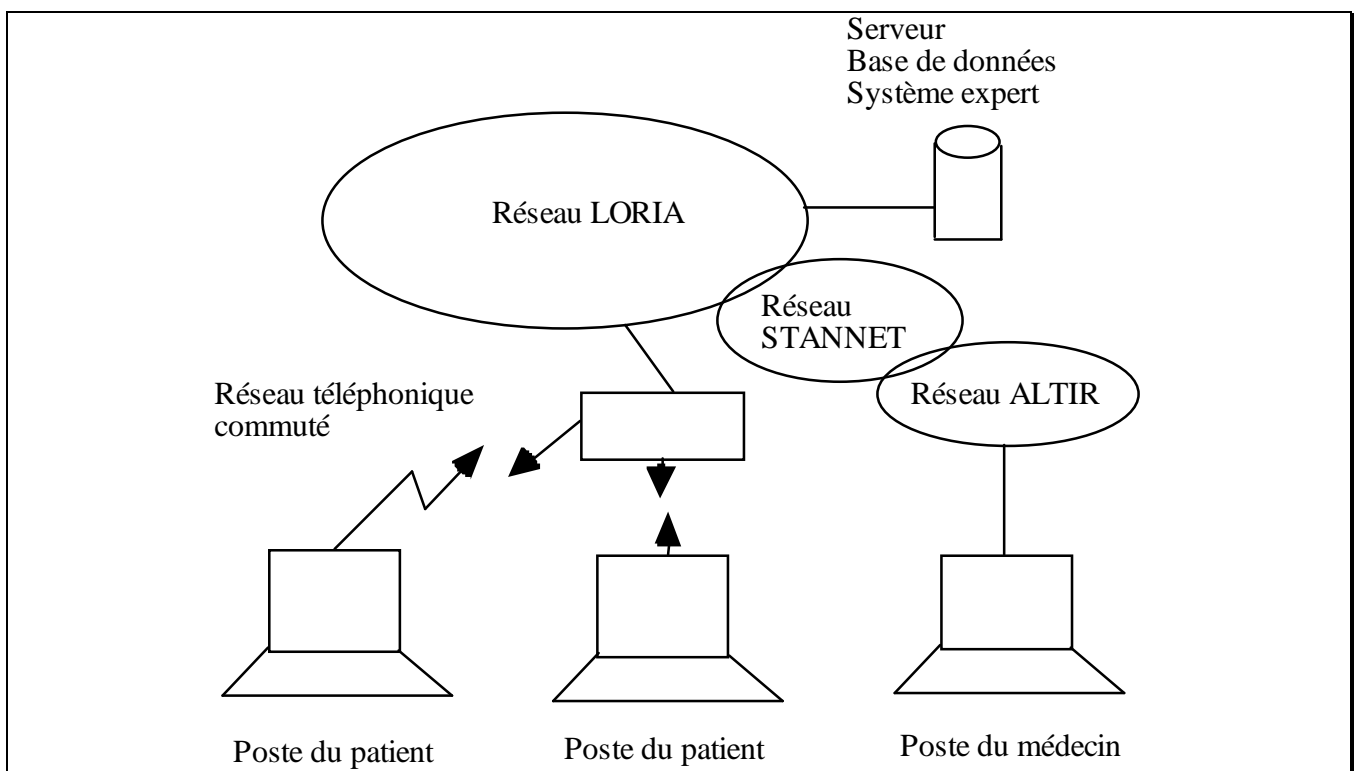 Serveur
Base de données
Système expert
Réseau LORIA
Réseau
STANNET
Réseau ALTIR
Réseau téléphonique
commuté
Poste du patient
Poste du patient
Poste du médecin